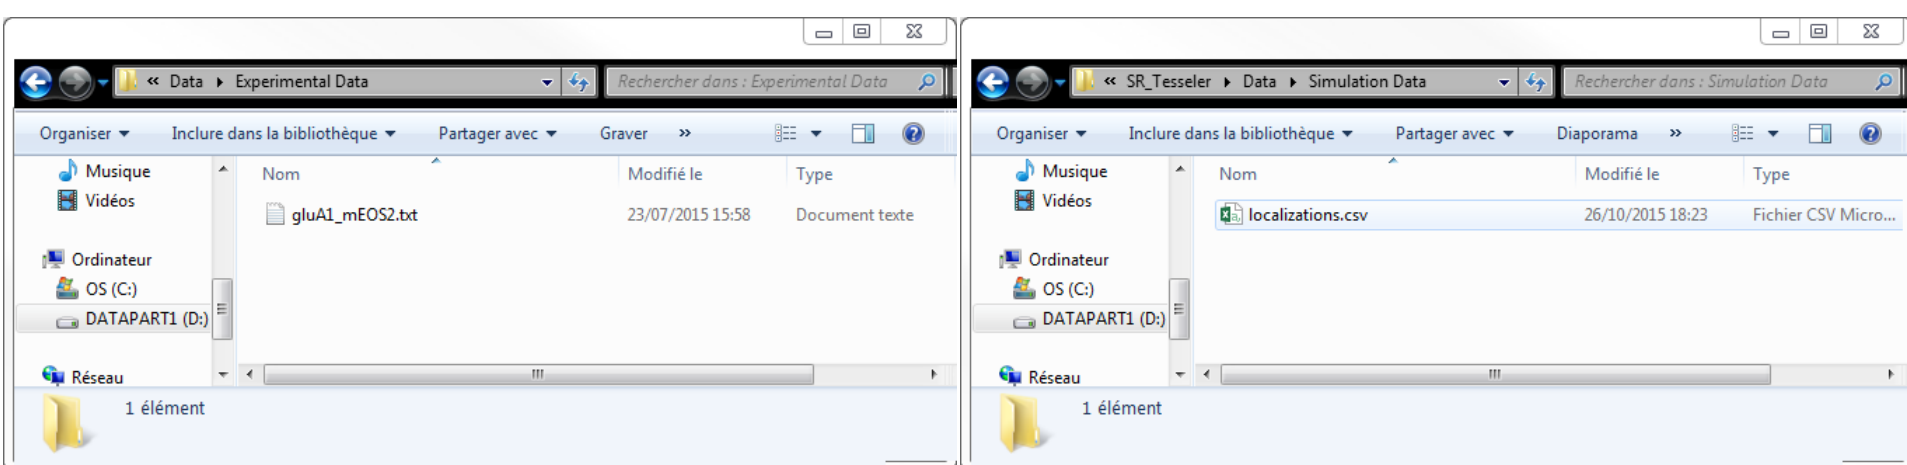 « Data Experimental Data
Rechercher dans : Experimental Data
Organiser Inclure dans la bibliothèque Partager avec Graver »
Musique
Vidéos
Ordinateur
OS (C:)
DATAPART1 (D:)
Réseau
Nom Modifié le Type
gluA1_mEOS2.txt 23/07/2015 15:58 Document texte
1 élément
« SR_Tesseler Data Simulation Data
Rechercher dans : Simulation Data
Organiser Inclure dans la bibliothèque Partager avec Diaporama »
Musique
Vidéos
Ordinateur
OS (C:)
DATAPART1 (D:)
Réseau
Nom Modifié le Type
localizations.csv 26/10/2015 18:23 Fichier CSV Micro...
1 élément